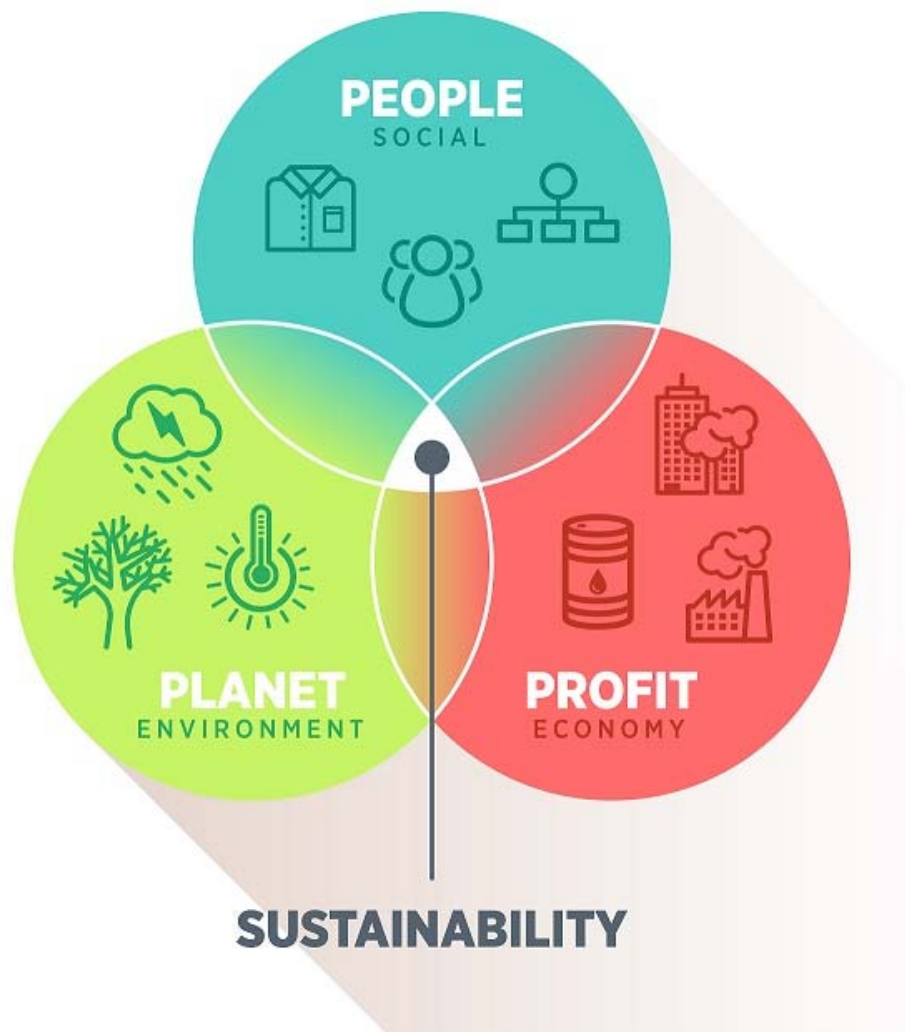 PEOPLE
SOCIAL
PLANET
ENVIRONMENT
PROFIT
ECONOMY
SUSTAINABILITY